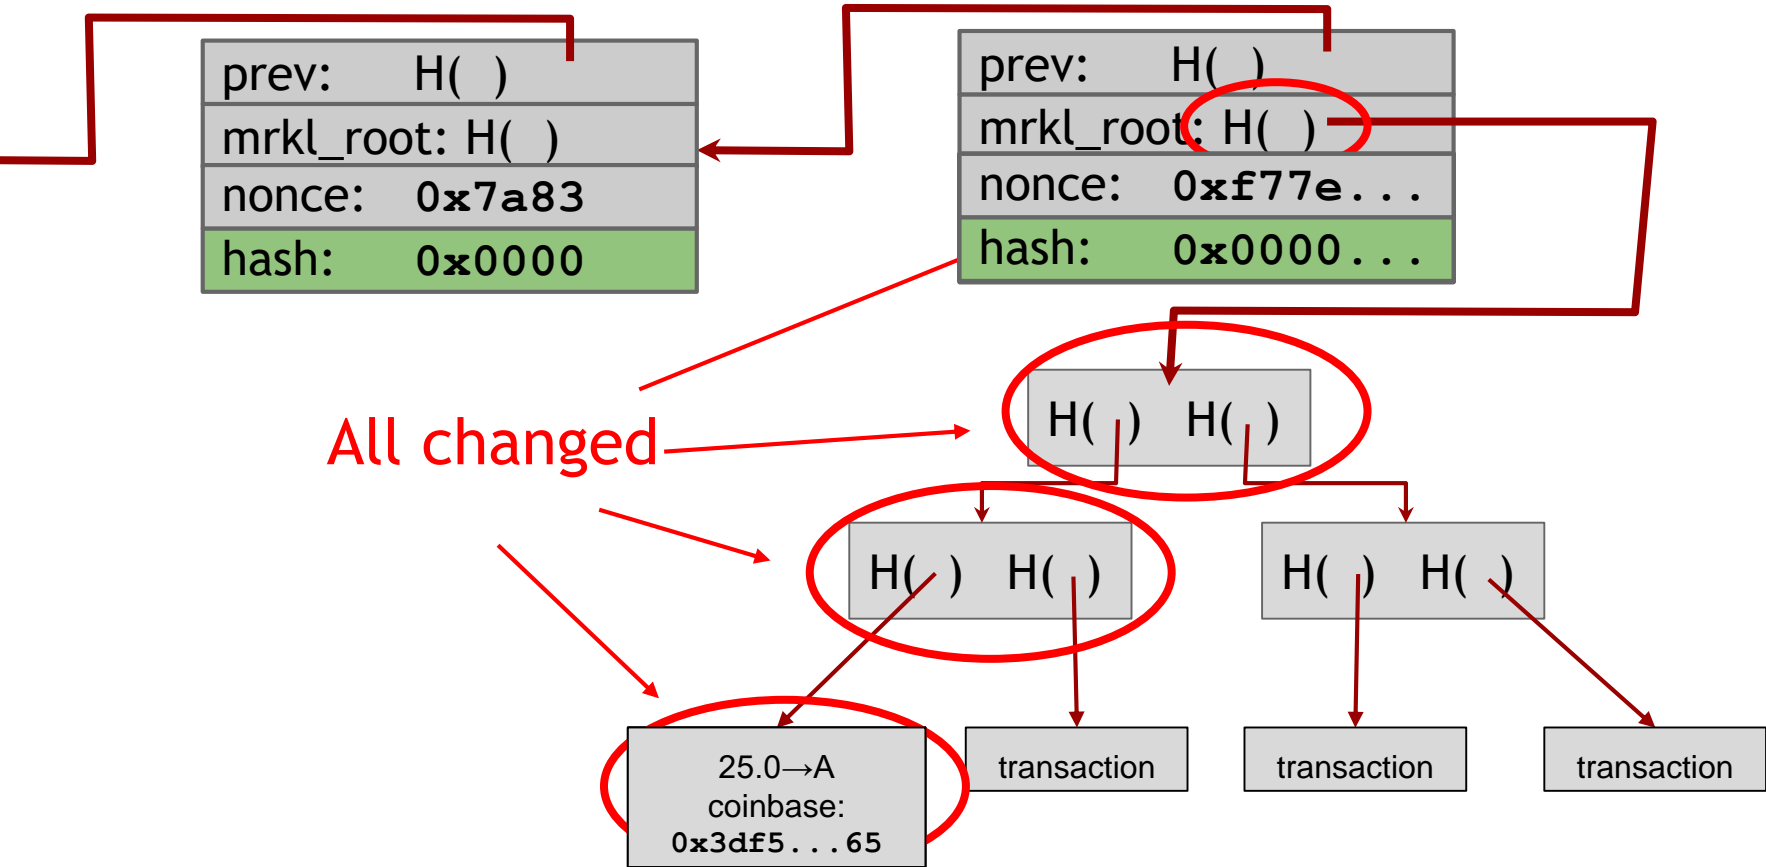 prev: H( )
mrkl_root: H( )
nonce: 0x7a83
hash: 0x0000
prev: H( )
mrkl_root: H( )
nonce: 0xf77e...
hash: 0x0000...
All changed
H( ) H( )
H( ) H( )
H( ) H( )
25.0→A
coinbase:
0x3df5...65
transaction
transaction
transaction